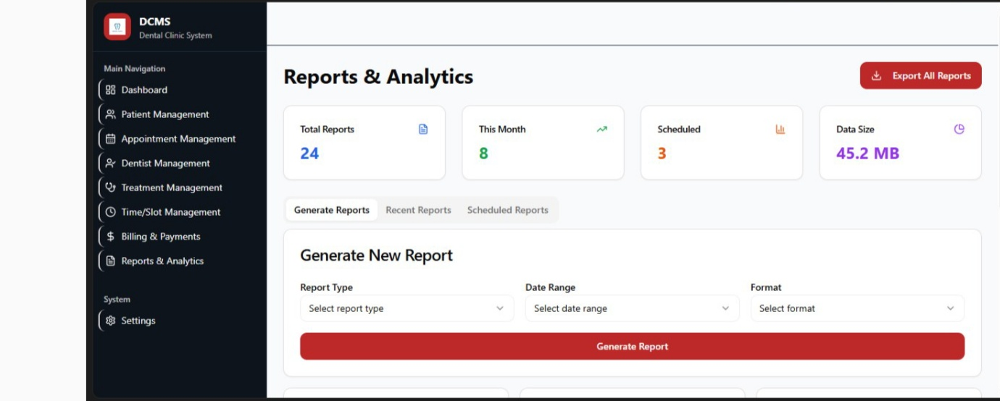 DCMS
Dental Clinic System
Main Navigation
Dashboard
Patient Management
Appointment Management
Dentist Management
Treatment Management
Time/Slot Management
Billing & Payments
Reports & Analytics
System
Settings
Reports & Analytics
Export All Reports
Total Reports
24
This Month
8
Scheduled
3
Data Size
45.2 MB
Generate Reports
Recent Reports
Scheduled Reports
Generate New Report
Report Type
Select report type
Date Range
Select date range
Format
Select format
Generate Report